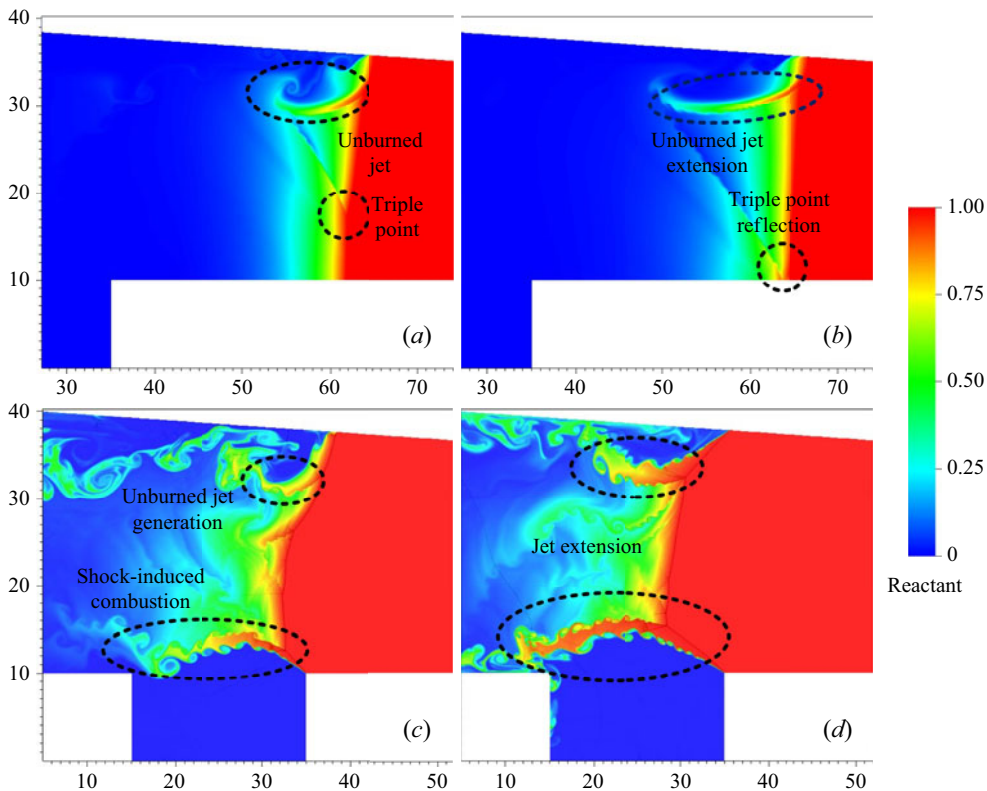 40
30
20
10
0
Unburned
jet
Triple
point
(a)
30 40 50 60 70
Unburned jet
extension
Triple point
reflection
(b)
30 40 50 60 70
1.00
0.75
0.50
0.25
0
Reactant
40
30
20
10
0
Unburned jet
generation
Shock-induced
combustion
(c)
10 20 30 40 50
Jet extension
(d)
10 20 30 40 50